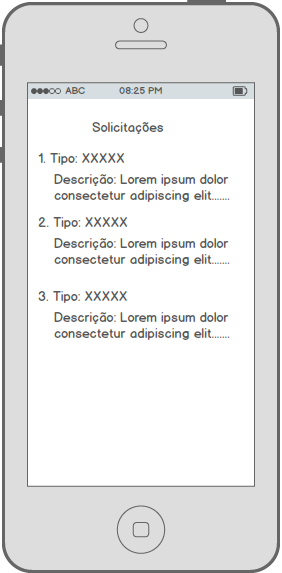 ABC 08:25 PM
Solicitações
1. Tipo: XXXXX
Descrição: Lorem ipsum dolor
consectetur adipiscing elit.......
2. Tipo: XXXXX
Descrição: Lorem ipsum dolor
consectetur adipiscing elit.......
3. Tipo: XXXXX
Descrição: Lorem ipsum dolor
consectetur adipiscing elit.......